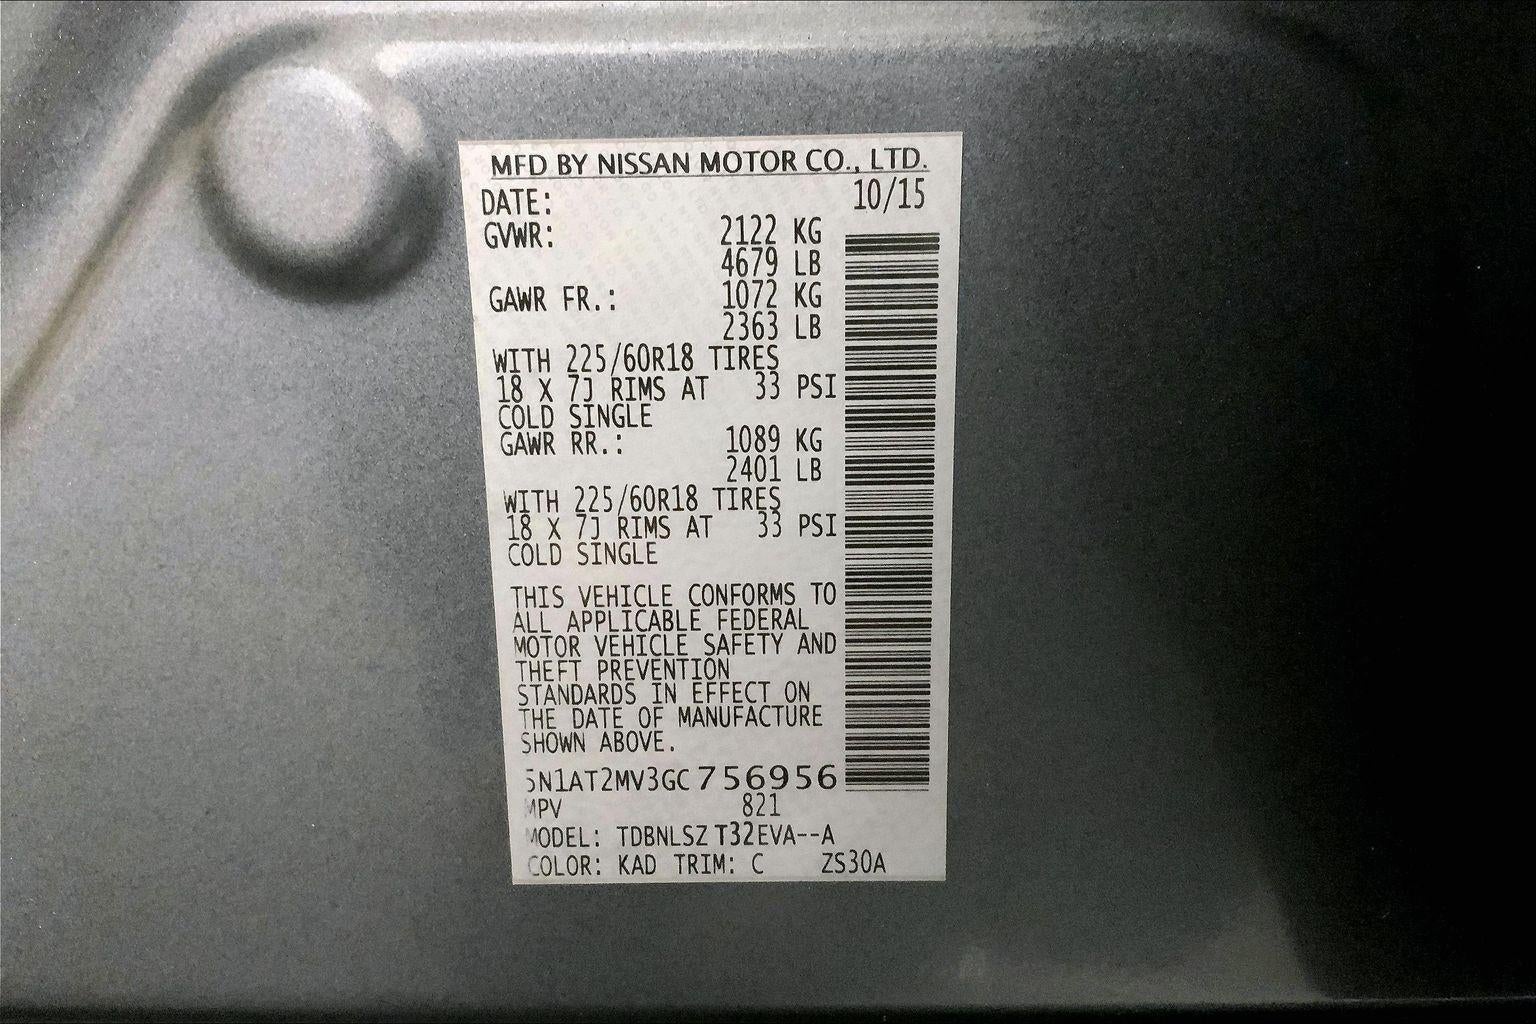 MFD BY NISSAN MOTOR CO., LTD.
DATE: 10/15
GVWR: 2122 KG
4679 LB
GAWR FR.: 1072 KG
2363 LB
WITH 225/60R18 TIRES
18 X 7J RIMS AT 33 PSI
COLD SINGLE
GAWR RR.: 1089 KG
2401 LB
WITH 225/60R18 TIRES
18 X 7J RIMS AT 33 PSI
COLD SINGLE
THIS VEHICLE CONFORMS TO
ALL APPLICABLE FEDERAL
MOTOR VEHICLE SAFETY AND
THEFT PREVENTION
STANDARDS IN EFFECT ON
THE DATE OF MANUFACTURE
SHOWN ABOVE.
5N1AT2MV3GC756956
MPV 821
MODEL: TDBNLSZ T32EVA--A
COLOR: KAD TRIM: C ZS30A